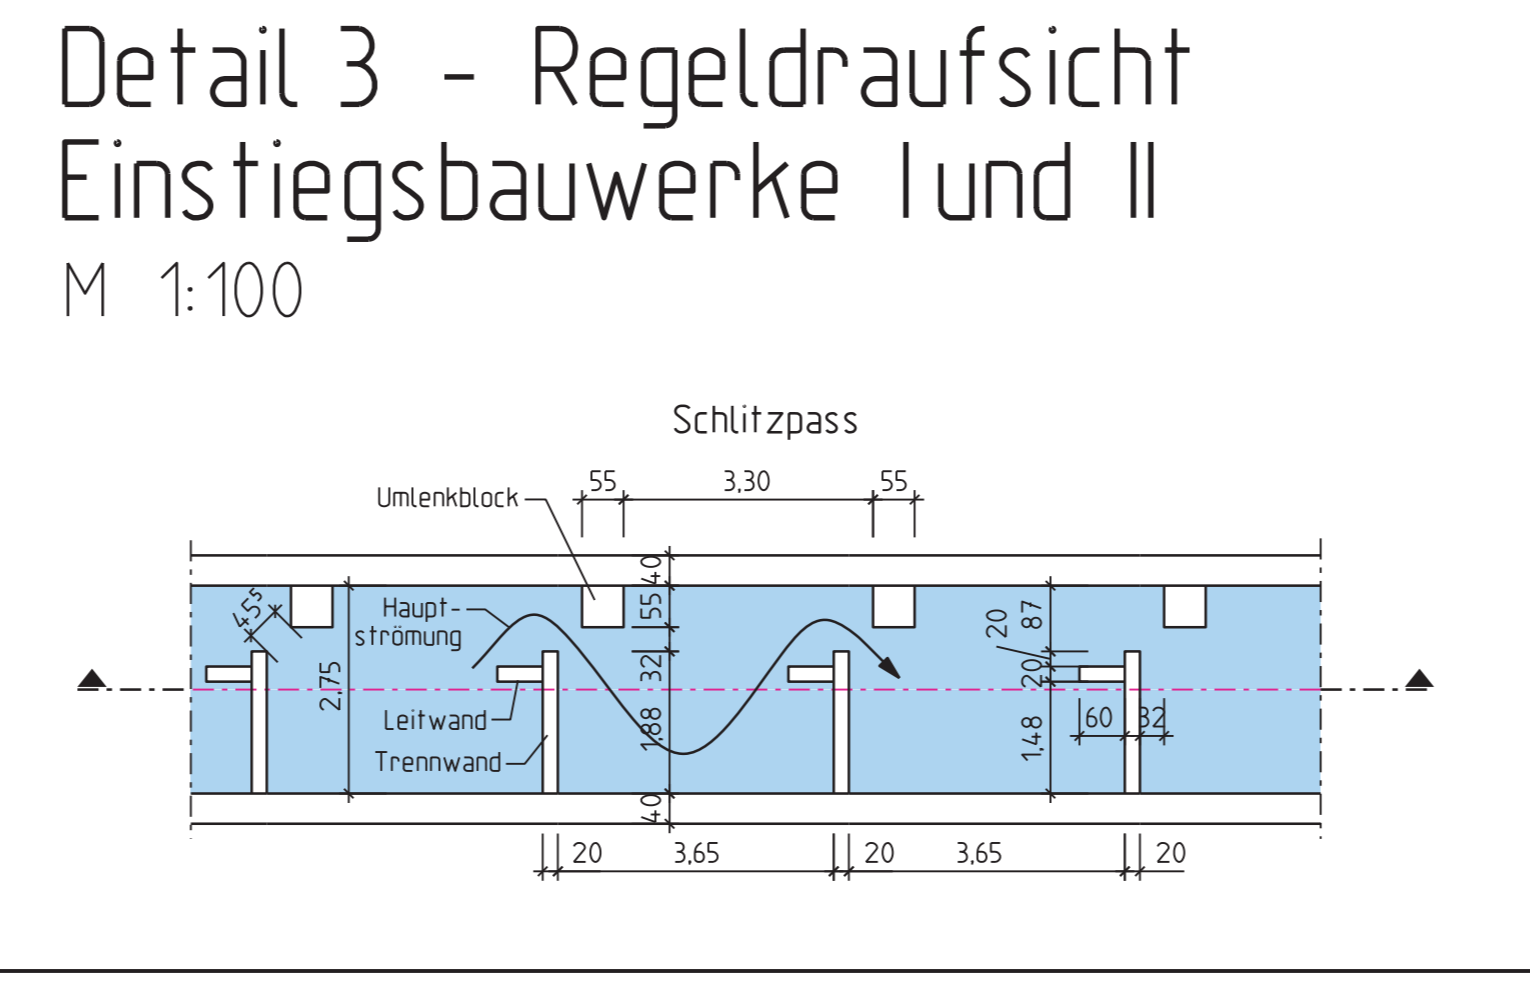 Detail 3 - Regeldraufsicht
Einstiegsbauwerke I und II
M 1:100
Schlitzpass
55 3,30 55
Umlenkblock
40
45⁵
Haupt-
strömung
55
20
87
2,75
32
20
Leitwand
1,88
60 32
1,48
Trennwand
40
20 3,65 20 3,65 20